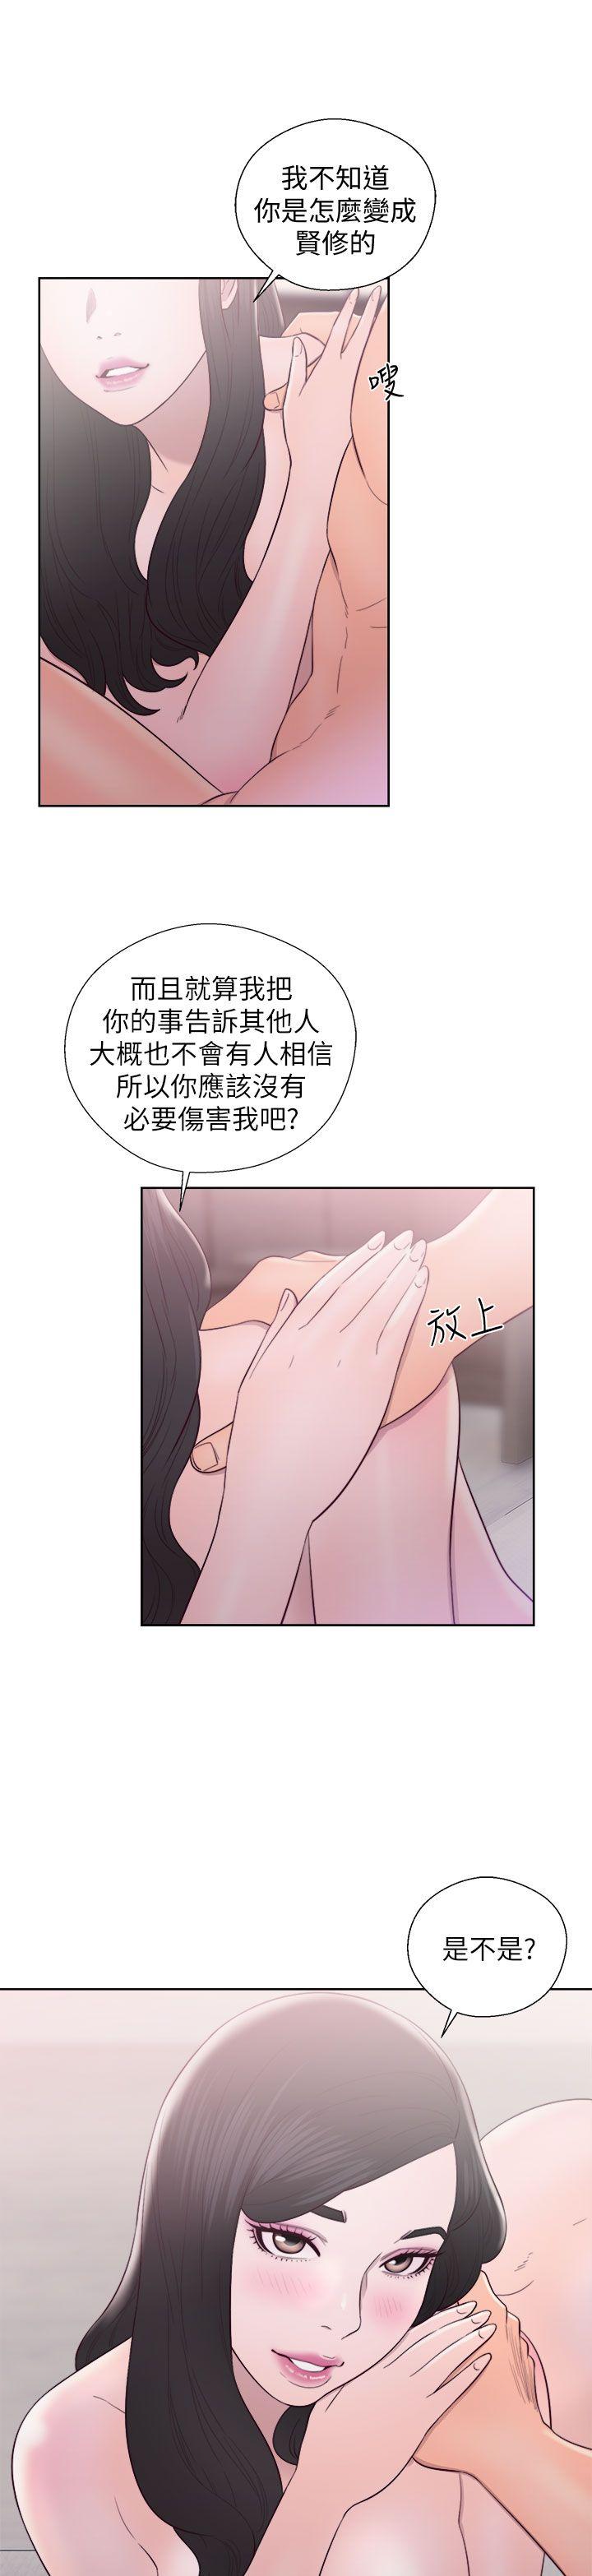 我不知道
你是怎麼變成
賢修的
嗖
而且就算我把
你的事告訴其他人
大概也不會有人相信
所以你應該沒有
必要傷害我吧?
放上
是不是?